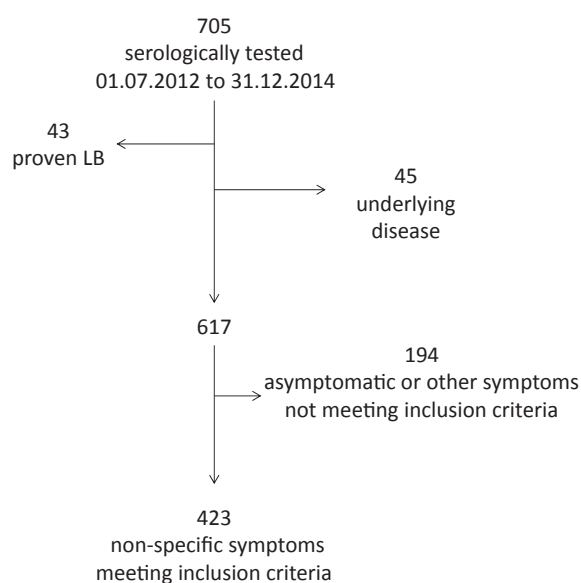 705
serologically tested
01.07.2012 to 31.12.2014
43
proven LB
45
underlying
disease
617
194
asymptomatic or other symptoms
not meeting inclusion criteria
423
non-specific symptoms
meeting inclusion criteria